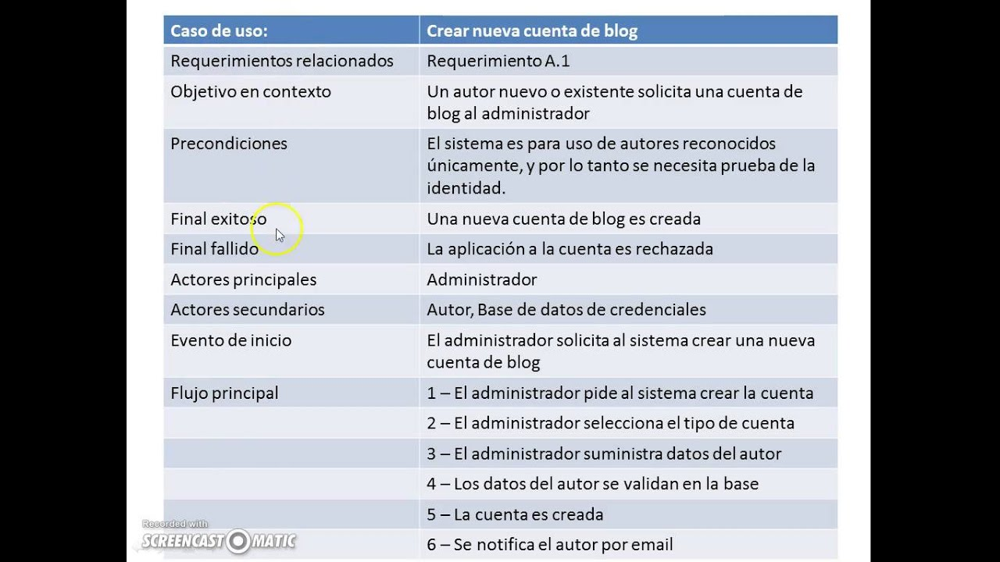 Caso de uso: Crear nueva cuenta de blog
Requerimientos relacionados Requerimiento A.1
Objetivo en contexto Un autor nuevo o existente solicita una cuenta de
blog al administrador
Precondiciones El sistema es para uso de autores reconocidos
únicamente, y por lo tanto se necesita prueba de la
identidad.
Final exitoso Una nueva cuenta de blog es creada
Final fallido La aplicación a la cuenta es rechazada
Actores principales Administrador
Actores secundarios Autor, Base de datos de credenciales
Evento de inicio El administrador solicita al sistema crear una nueva
cuenta de blog
Flujo principal 1 – El administrador pide al sistema crear la cuenta
2 – El administrador selecciona el tipo de cuenta
3 – El administrador suministra datos del autor
4 – Los datos del autor se validan en la base
5 – La cuenta es creada
6 – Se notifica el autor por email
Recorded with
SCREENCAST O MATIC